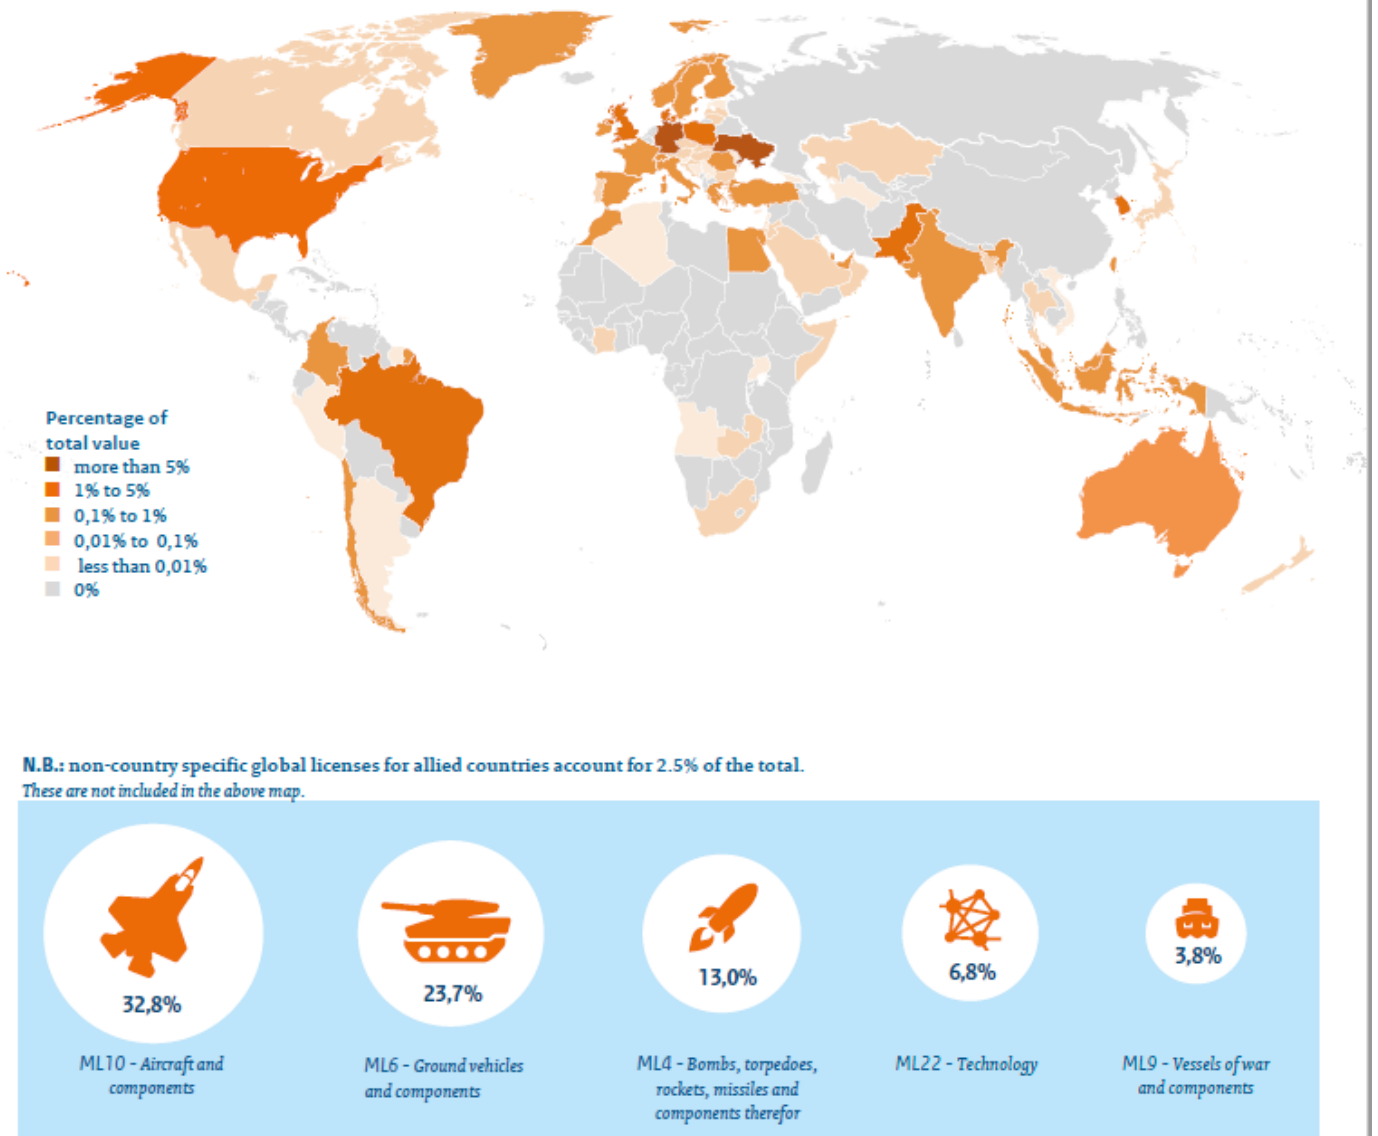 Percentage of
total value
more than 5%
1% to 5%
0,1% to 1%
0,01% to 0,1%
less than 0,01%
0%
N.B.: non-country specific global licenses for allied countries account for 2.5% of the total.
These are not included in the above map.
32,8%
23,7%
13,0%
6,8%
3,8%
ML10 - Aircraft and
components
ML6 - Ground vehicles
and components
ML4 - Bombs, torpedoes,
rockets, missiles and
components therefor
ML22 - Technology
ML9 - Vessels of war
and components